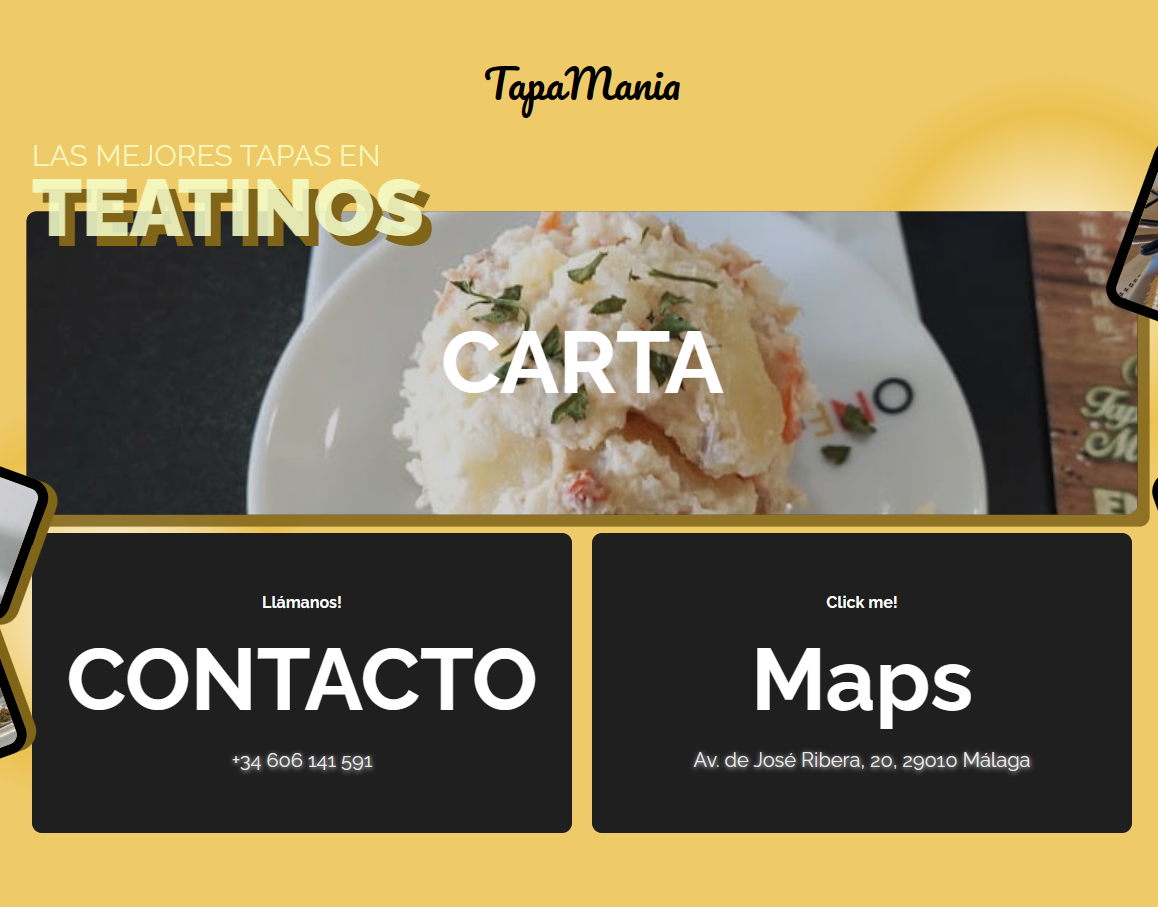 TapaMania
LAS MEJORES TAPAS EN
TEATINOS
CARTA
Llámanos!
CONTACTO
+34 606 141 591
Click me!
Maps
Av. de José Ribera, 20, 29010 Málaga